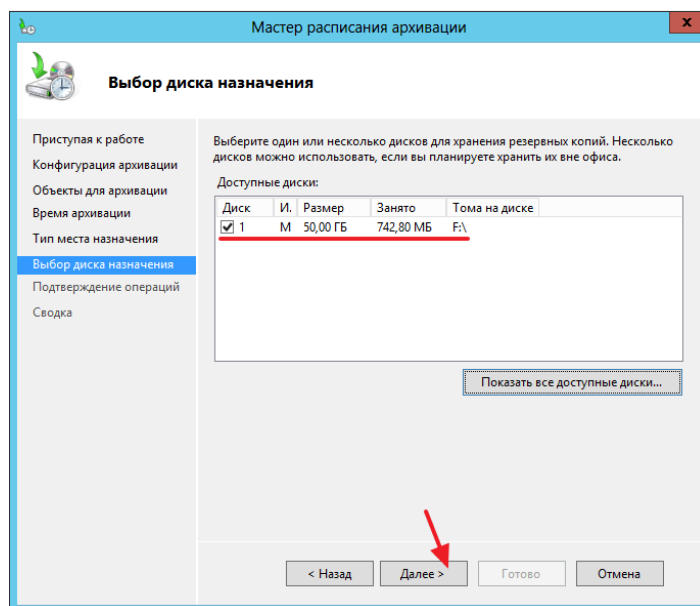 Мастер расписания архивации
x
Выбор диска назначения
Приступая к работе
Конфигурация архивации
Объекты для архивации
Время архивации
Тип места назначения
Выбор диска назначения
Подтверждение операций
Сводка
Выберите один или несколько дисков для хранения резервных копий. Несколько
дисков можно использовать, если вы планируете хранить их вне офиса.
Доступные диски:
Диск И. Размер Занято Тома на диске
1 М 50,00 ГБ 742,80 МБ F:\
Показать все доступные диски...
< Назад Далее > Готово Отмена